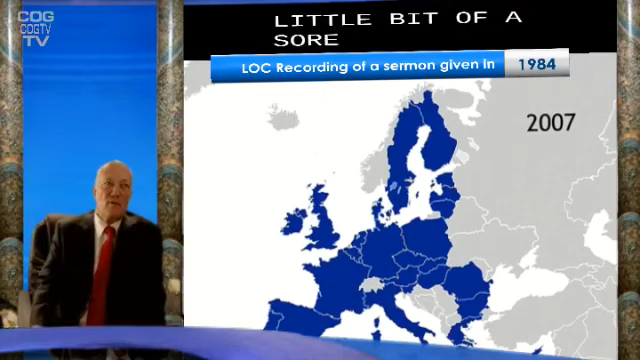 COG
COGTV
TV
LITTLE BIT OF A
SORE
LOC Recording of a sermon given in 1984
2007